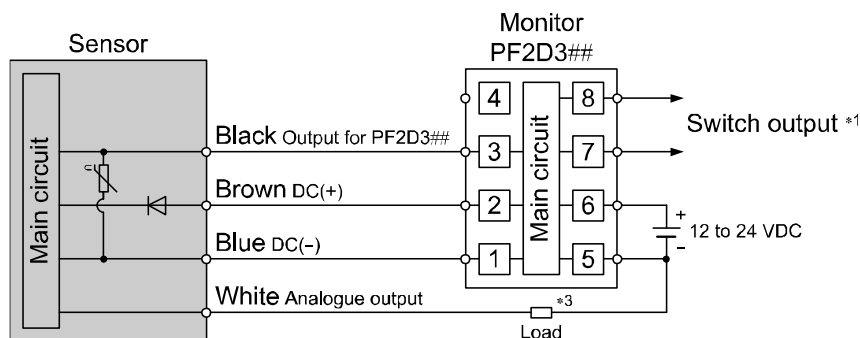 Monitor
PF2D3##
Sensor
Main circuit
Black Output for PF2D3##
Brown DC(+)
Blue DC(−)
White Analogue output
4
3
2
1
Main circuit
8
7
6
5
Switch output *1
+
12 to 24 VDC
−
*3
Load